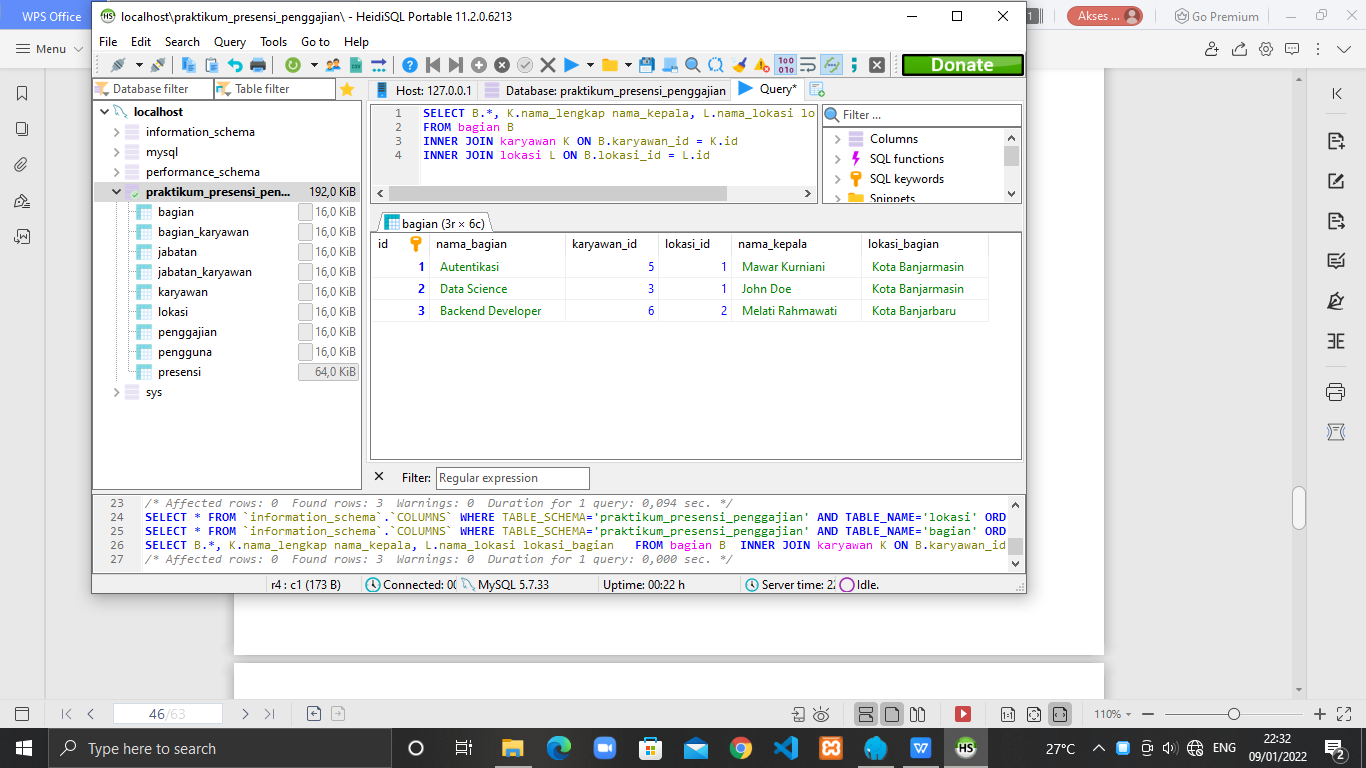 WPS Office
localhost\praktikum_presensi_penggajian\ - HeidiSQL Portable 11.2.0.6213
1
Akses ...
Go Premium
Menu
File Edit Search Query Tools Go to Help
Donate
Database filter
Table filter
Host: 127.0.0.1
Database: praktikum_presensi_penggajian
Query*
localhost
information_schema
mysql
performance_schema
praktikum_presensi_pen... 192,0 KiB
bagian 16,0 KiB
bagian_karyawan 16,0 KiB
jabatan 16,0 KiB
jabatan_karyawan 16,0 KiB
karyawan 16,0 KiB
lokasi 16,0 KiB
penggajian 16,0 KiB
pengguna 16,0 KiB
presensi 64,0 KiB
sys
1 SELECT B.*, K.nama_lengkap nama_kepala, L.nama_lokasi lo
2 FROM bagian B
3 INNER JOIN karyawan K ON B.karyawan_id = K.id
4 INNER JOIN lokasi L ON B.lokasi_id = L.id
Filter ...
Columns
SQL functions
SQL keywords
Snippets
bagian (3r × 6c)
id nama_bagian karyawan_id lokasi_id nama_kepala lokasi_bagian
1 Autentikasi 5 1 Mawar Kurniani Kota Banjarmasin
2 Data Science 3 1 John Doe Kota Banjarmasin
3 Backend Developer 6 2 Melati Rahmawati Kota Banjarbaru
Filter: Regular expression
23 /* Affected rows: 0 Found rows: 3 Warnings: 0 Duration for 1 query: 0,094 sec. */
24 SELECT * FROM `information_schema`.`COLUMNS` WHERE TABLE_SCHEMA='praktikum_presensi_penggajian' AND TABLE_NAME='lokasi' ORD
25 SELECT * FROM `information_schema`.`COLUMNS` WHERE TABLE_SCHEMA='praktikum_presensi_penggajian' AND TABLE_NAME='bagian' ORD
26 SELECT B.*, K.nama_lengkap nama_kepala, L.nama_lokasi lokasi_bagian FROM bagian B INNER JOIN karyawan K ON B.karyawan_id
27 /* Affected rows: 0 Found rows: 3 Warnings: 0 Duration for 1 query: 0,000 sec. */
r4 : c1 (173 B) Connected: 00 MySQL 5.7.33 Uptime: 00:22 h Server time: 22 Idle.
46/63
110%
Type here to search
HS
27°C
ENG
22:32
09/01/2022
2